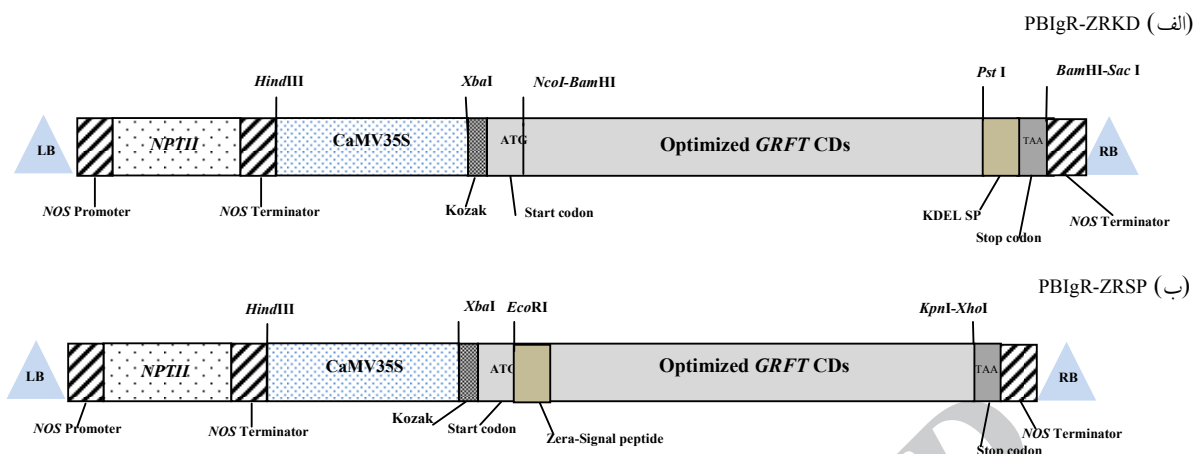 (الف PBIgR-ZRKD
HindIII XbaI NcoI-BamHI Pst I BamHI-Sac I
LB NPTII CaMV35S ATG Optimized GRFT CDs TAA RB
NOS Promoter NOS Terminator Kozak Start codon KDEL SP NOS Terminator
Stop codon
(ب PBIgR-ZRSP
HindIII XbaI EcoRI KpnI-XhoI
LB NPTII CaMV35S ATG Optimized GRFT CDs TAA RB
NOS Promoter NOS Terminator Kozak Start codon Zera-Signal peptide NOS Terminator
Stop codon